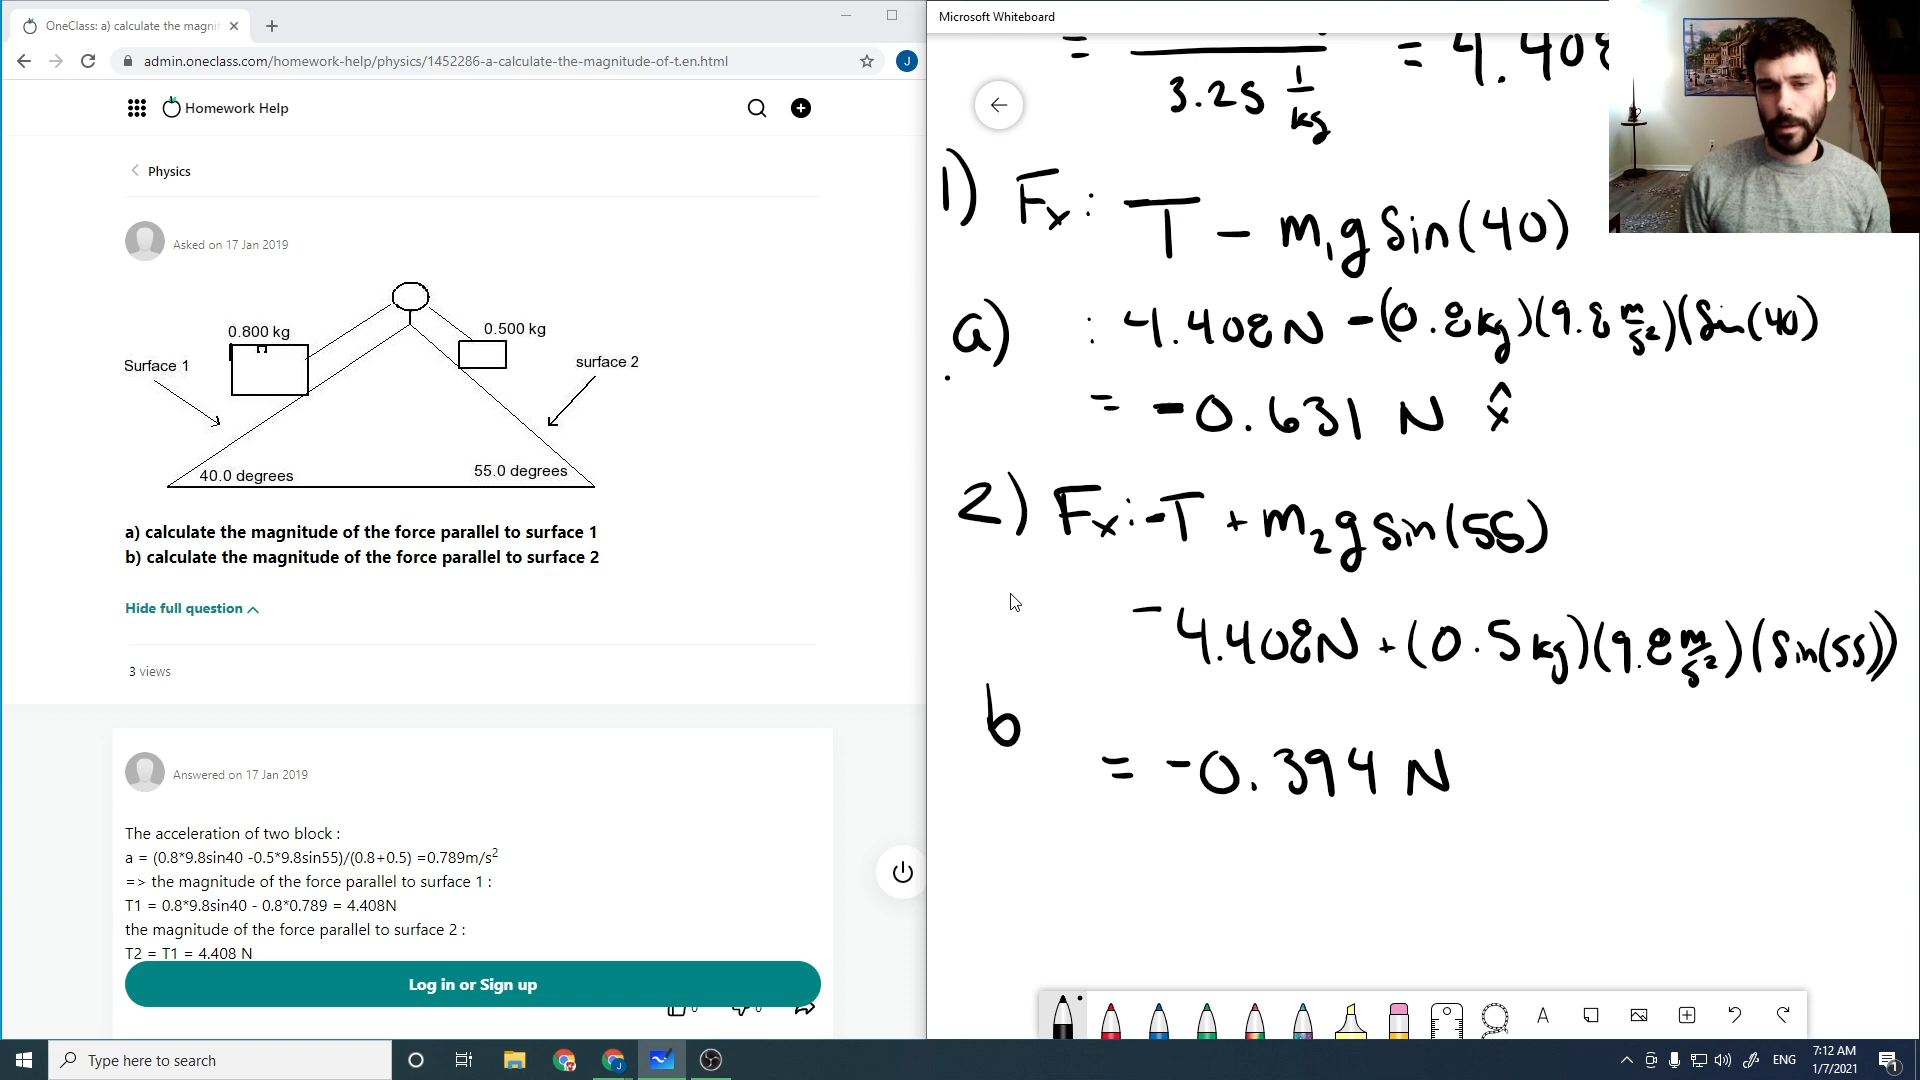 OneClass: a) calculate the magnit
admin.oneclass.com/homework-help/physics/1452286-a-calculate-the-magnitude-of-t.en.html
J
Homework Help
Physics
Asked on 17 Jan 2019
0.800 kg
0.500 kg
Surface 1
surface 2
40.0 degrees
55.0 degrees
a) calculate the magnitude of the force parallel to surface 1
b) calculate the magnitude of the force parallel to surface 2
Hide full question
3 views
Answered on 17 Jan 2019
The acceleration of two block :
a = (0.8*9.8sin40 -0.5*9.8sin55)/(0.8+0.5) =0.789m/s²
=> the magnitude of the force parallel to surface 1 :
T1 = 0.8*9.8sin40 - 0.8*0.789 = 4.408N
the magnitude of the force parallel to surface 2 :
T2 = T1 = 4.408 N
Log in or Sign up
0 0
Microsoft Whiteboard
= 3.25 1/kg = 4.408
1) Fx: T - m₁g Sin(40)
a) : 4.408N -(0.8kg)(9.8 m/s²)(Sin(40)
= -0.631 N x̂
2) Fx: -T + m₂g sin(55)
-4.408N + (0.5kg)(9.8 m/s²)(Sin(55))
b
= -0.394 N
A
Type here to search
J
ENG
7:12 AM
1/7/2021
1